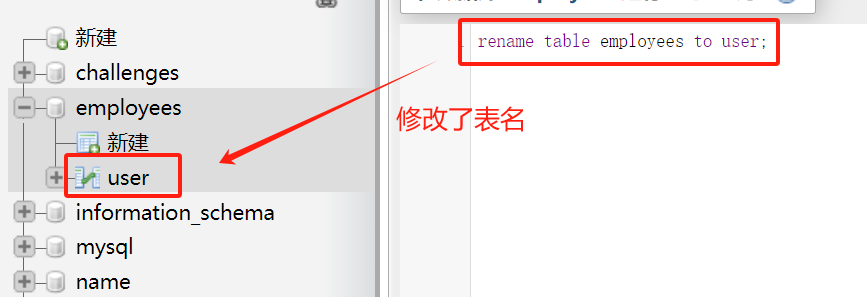 新建
challenges
employees
新建
user
information_schema
mysql
name
rename table employees to user;
修改了表名